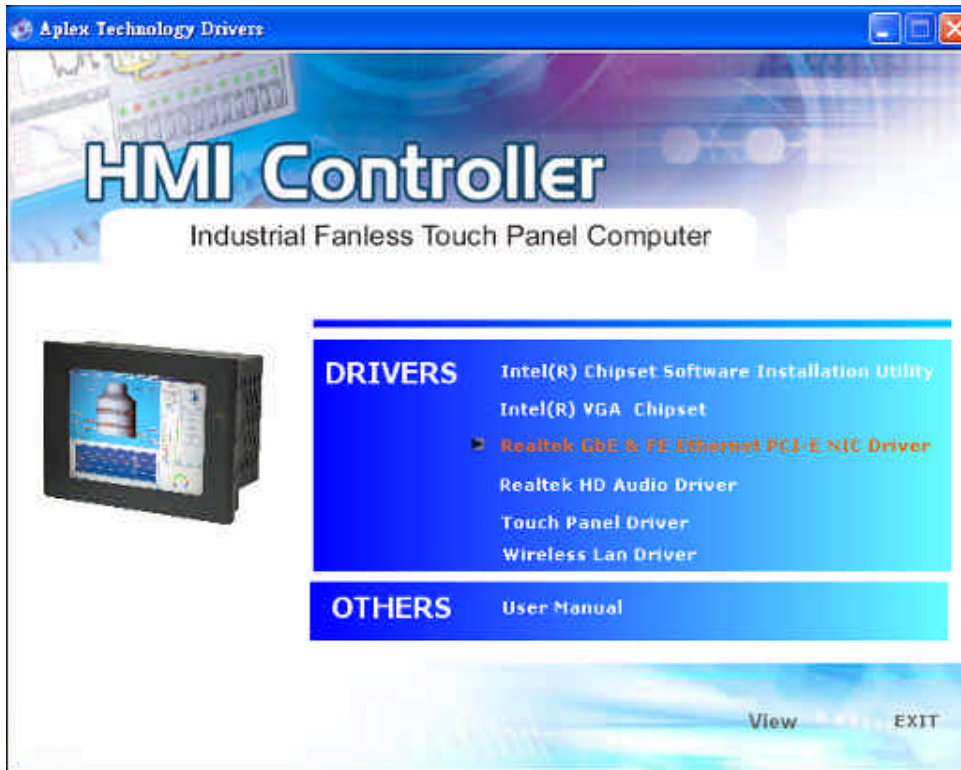 Aplex Technology Drivers
HMI Controller
Industrial Fanless Touch Panel Computer
DRIVERS
Intel(R) Chipset Software Installation Utility
Intel(R) VGA Chipset
Realtek GbE & FE Ethernet PCI-E NIC Driver
Realtek HD Audio Driver
Touch Panel Driver
Wireless Lan Driver
OTHERS
User Manual
View
EXIT